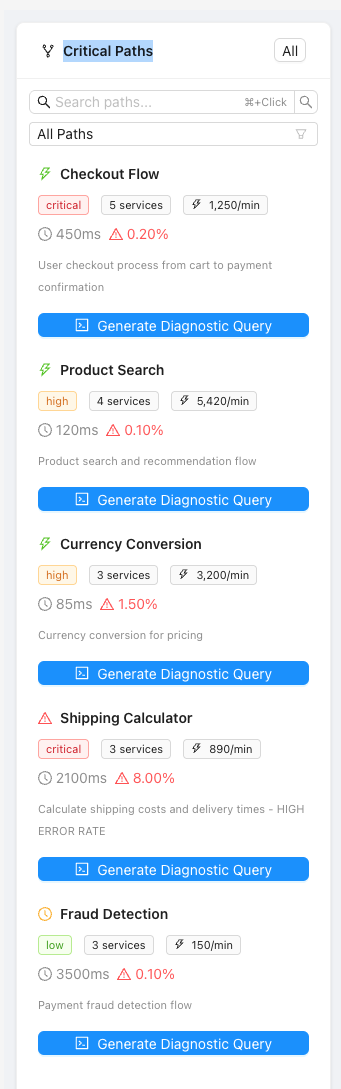 Critical Paths
All
Search paths...
⌘+Click
All Paths
Checkout Flow
critical
5 services
1,250/min
450ms
0.20%
User checkout process from cart to payment
confirmation
Generate Diagnostic Query
Product Search
high
4 services
5,420/min
120ms
0.10%
Product search and recommendation flow
Generate Diagnostic Query
Currency Conversion
high
3 services
3,200/min
85ms
1.50%
Currency conversion for pricing
Generate Diagnostic Query
Shipping Calculator
critical
3 services
890/min
2100ms
8.00%
Calculate shipping costs and delivery times - HIGH
ERROR RATE
Generate Diagnostic Query
Fraud Detection
low
3 services
150/min
3500ms
0.10%
Payment fraud detection flow
Generate Diagnostic Query